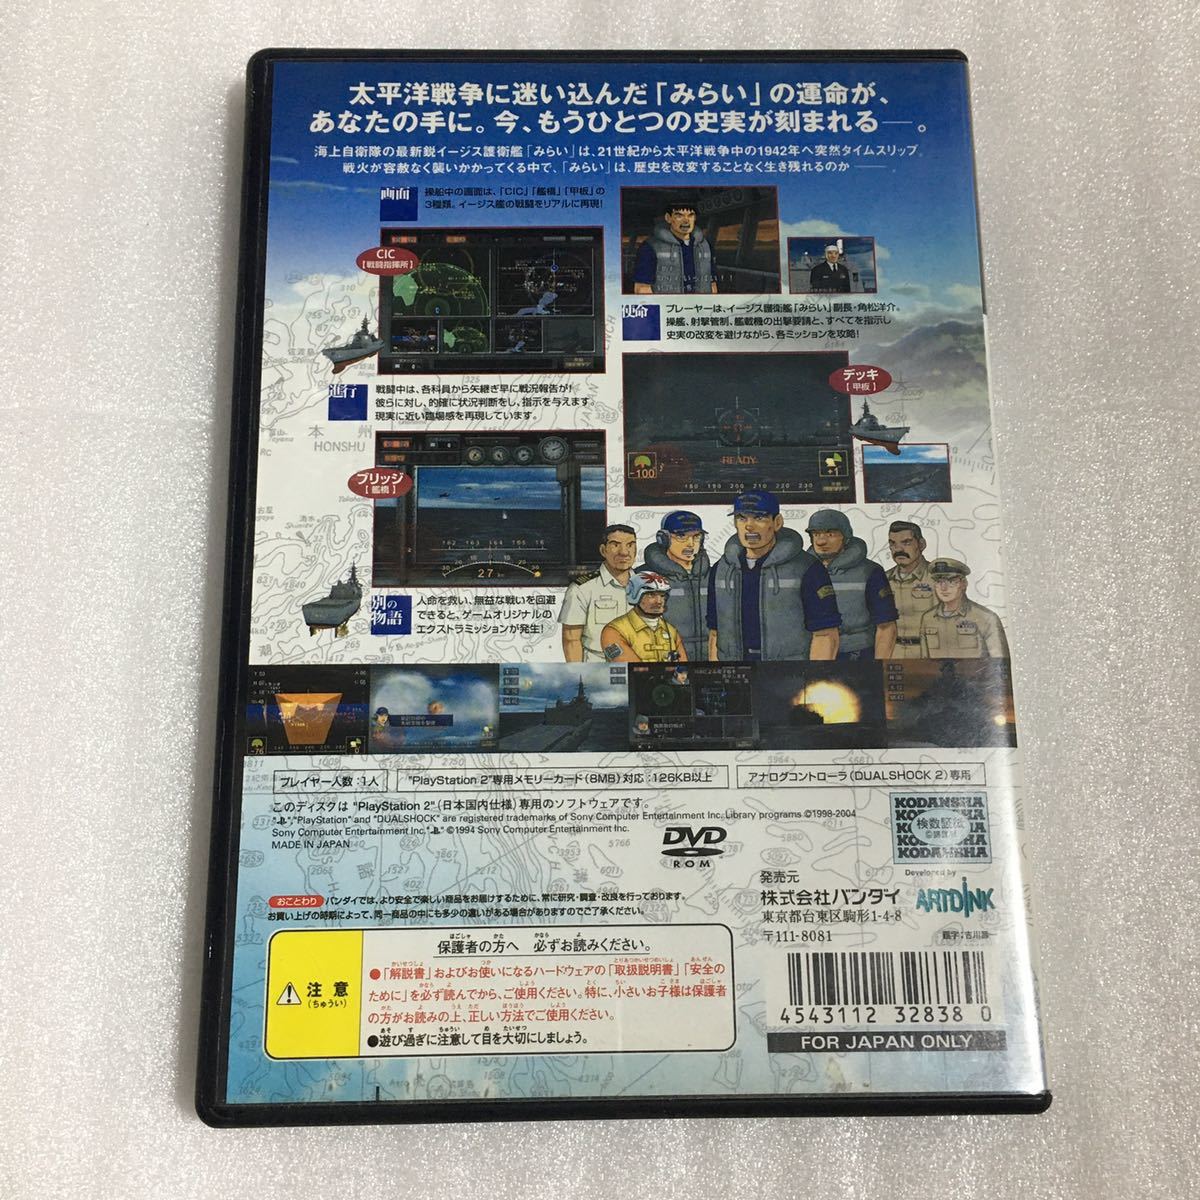 太平洋戦争に迷い込んだ「みらい」の運命が、
あなたの手に。今、もうひとつの史実が刻まれる――。
海上自衛隊の最新鋭イージス護衛艦「みらい」は、21世紀から太平洋戦争中の1942年へ突然タイムスリップ。
戦火が容赦なく襲いかかってくる中で、「みらい」は、歴史を改変することなく生き残れるのか――
画面
操船中の画面は、「CIC」「艦橋」「甲板」の
3種類。イージス艦の戦闘をリアルに再現!
CIC
【戦闘指揮所】
使命
プレーヤーは、イージス護衛艦「みらい」副長・角松洋介。
操艦、射撃管制、艦載機の出撃要請と、すべてを指示し
史実の改変を避けながら、各ミッションを攻略!
進行
戦闘中は、各科員から矢継ぎ早に戦況報告が!
彼らに対し、的確に状況判断をし、指示を与えます。
現実に近い臨場感を再現しています。
デッキ
【甲板】
READY
-100
+1
180 190 200 210 220 230
本州
HONSHU
ブリッジ
【艦橋】
162 163 164 165 16
30 20 10 10 20 30
27
別の物語
人命を救い、無益な戦いを回避
できると、ゲームオリジナルの
エクストラミッションが発生!
プレイヤー人数:1人
"PlayStation 2"専用メモリーカード(8MB)対応:126KB以上
アナログコントローラ(DUALSHOCK 2)専用
このディスクは "PlayStation 2"(日本国内仕様)専用のソフトウェアです。
"PlayStation" and "DUALSHOCK" are registered trademarks of Sony Computer Entertainment Inc. Library programs ©1998-2004
Sony Computer Entertainment Inc. ©1994 Sony Computer Entertainment Inc.
MADE IN JAPAN
DVD
ROM
KODANSHA
検数証紙
KODANSHA
発売元
株式会社バンダイ
東京都台東区駒形1-4-8
〒111-8081
Developed by
ARTDINK
おことわり バンダイでは、より安全で楽しい商品をお届けするために、常に研究・調査・改良を行っております。
お買い上げの時期によって、同一商品の中にも多少の違いがある場合がありますのでご了承ください。
保護者の方へ 必ずお読みください。
注意
(ちゅうい)
●「解説書」およびお使いになるハードウェアの「取扱説明書」「安全の
ために」を必ず読んでから、ご使用ください。特に、小さいお子様は保護者
の方がお読みの上、正しい方法でご使用ください。
●遊び過ぎに注意して目を大切にしましょう。
4543112 32838 0
FOR JAPAN ONLY